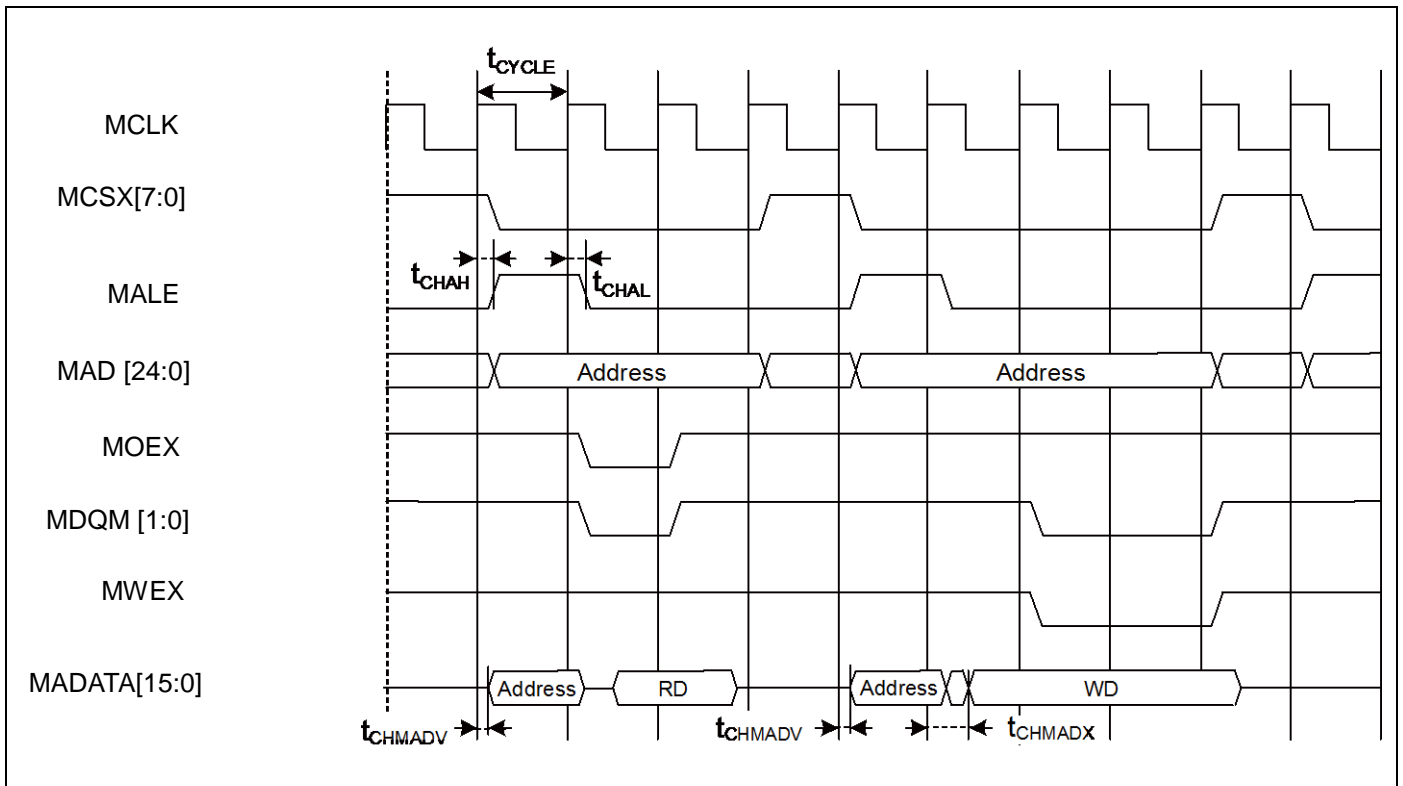 tCYCLE
MCLK
MCSX[7:0]
tCHAH
tCHAL
MALE
MAD [24:0]
Address
Address
MOEX
MDQM [1:0]
MWEX
MADATA[15:0]
Address
RD
Address
WD
tCHMADV
tCHMADV
tCHMADX